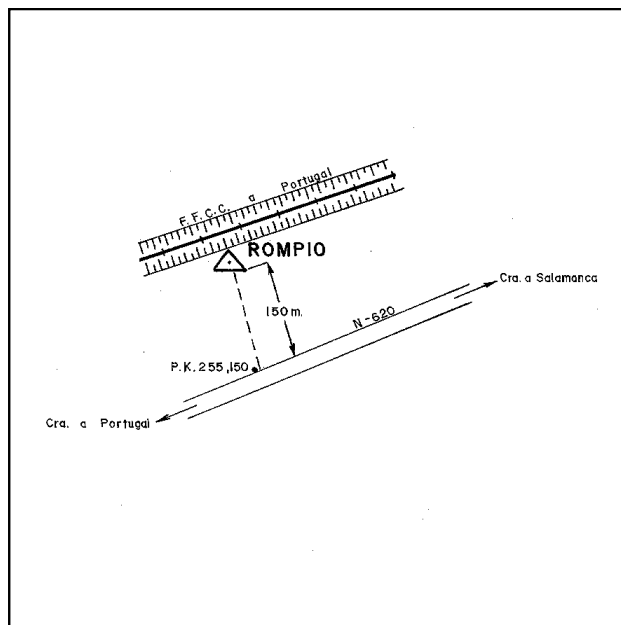 F.F.C.C. a Portugal
ROMPIO
Cra. a Salamanca
150 m.
N-620
P.K. 255,150
Cra. a Portugal